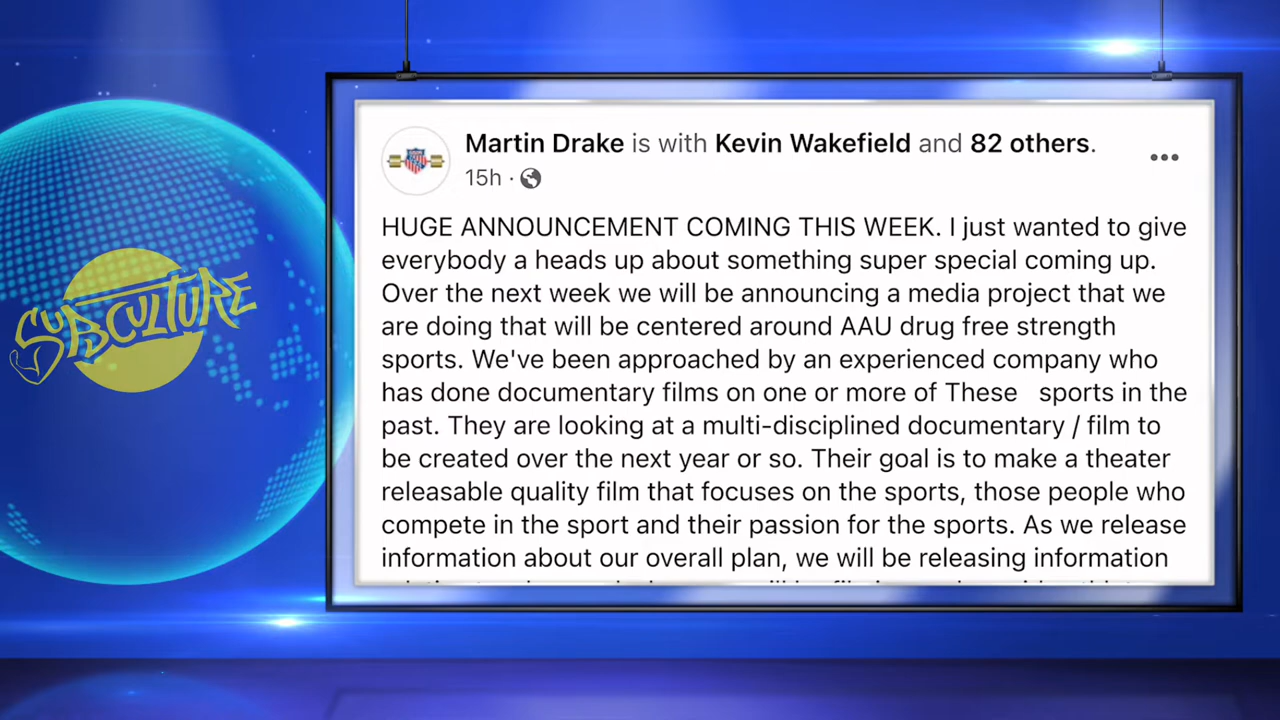 SUBCULTURE
Martin Drake is with Kevin Wakefield and 82 others.
15h ·
HUGE ANNOUNCEMENT COMING THIS WEEK. I just wanted to give
everybody a heads up about something super special coming up.
Over the next week we will be announcing a media project that we
are doing that will be centered around AAU drug free strength
sports. We've been approached by an experienced company who
has done documentary films on one or more of These   sports in the
past. They are looking at a multi-disciplined documentary / film to
be created over the next year or so. Their goal is to make a theater
releasable quality film that focuses on the sports, those people who
compete in the sport and their passion for the sports. As we release
information about our overall plan, we will be releasing information